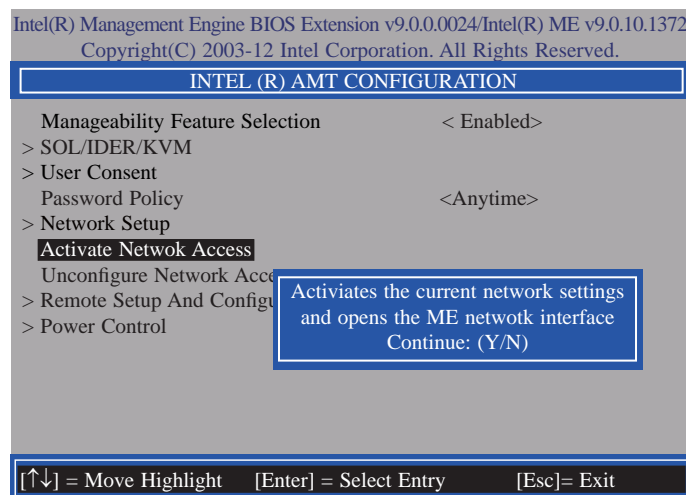 Intel(R) Management Engine BIOS Extension v9.0.0.0024/Intel(R) ME v9.0.10.1372
Copyright(C) 2003-12 Intel Corporation. All Rights Reserved.
INTEL (R) AMT CONFIGURATION
Manageability Feature Selection < Enabled>
> SOL/IDER/KVM
> User Consent
Password Policy <Anytime>
> Network Setup
Activate Netwok Access
Unconfigure Network Acce
> Remote Setup And Configu
> Power Control
Activiates the current network settings
and opens the ME netwotk interface
Continue: (Y/N)
[↑↓] = Move Highlight [Enter] = Select Entry [Esc]= Exit